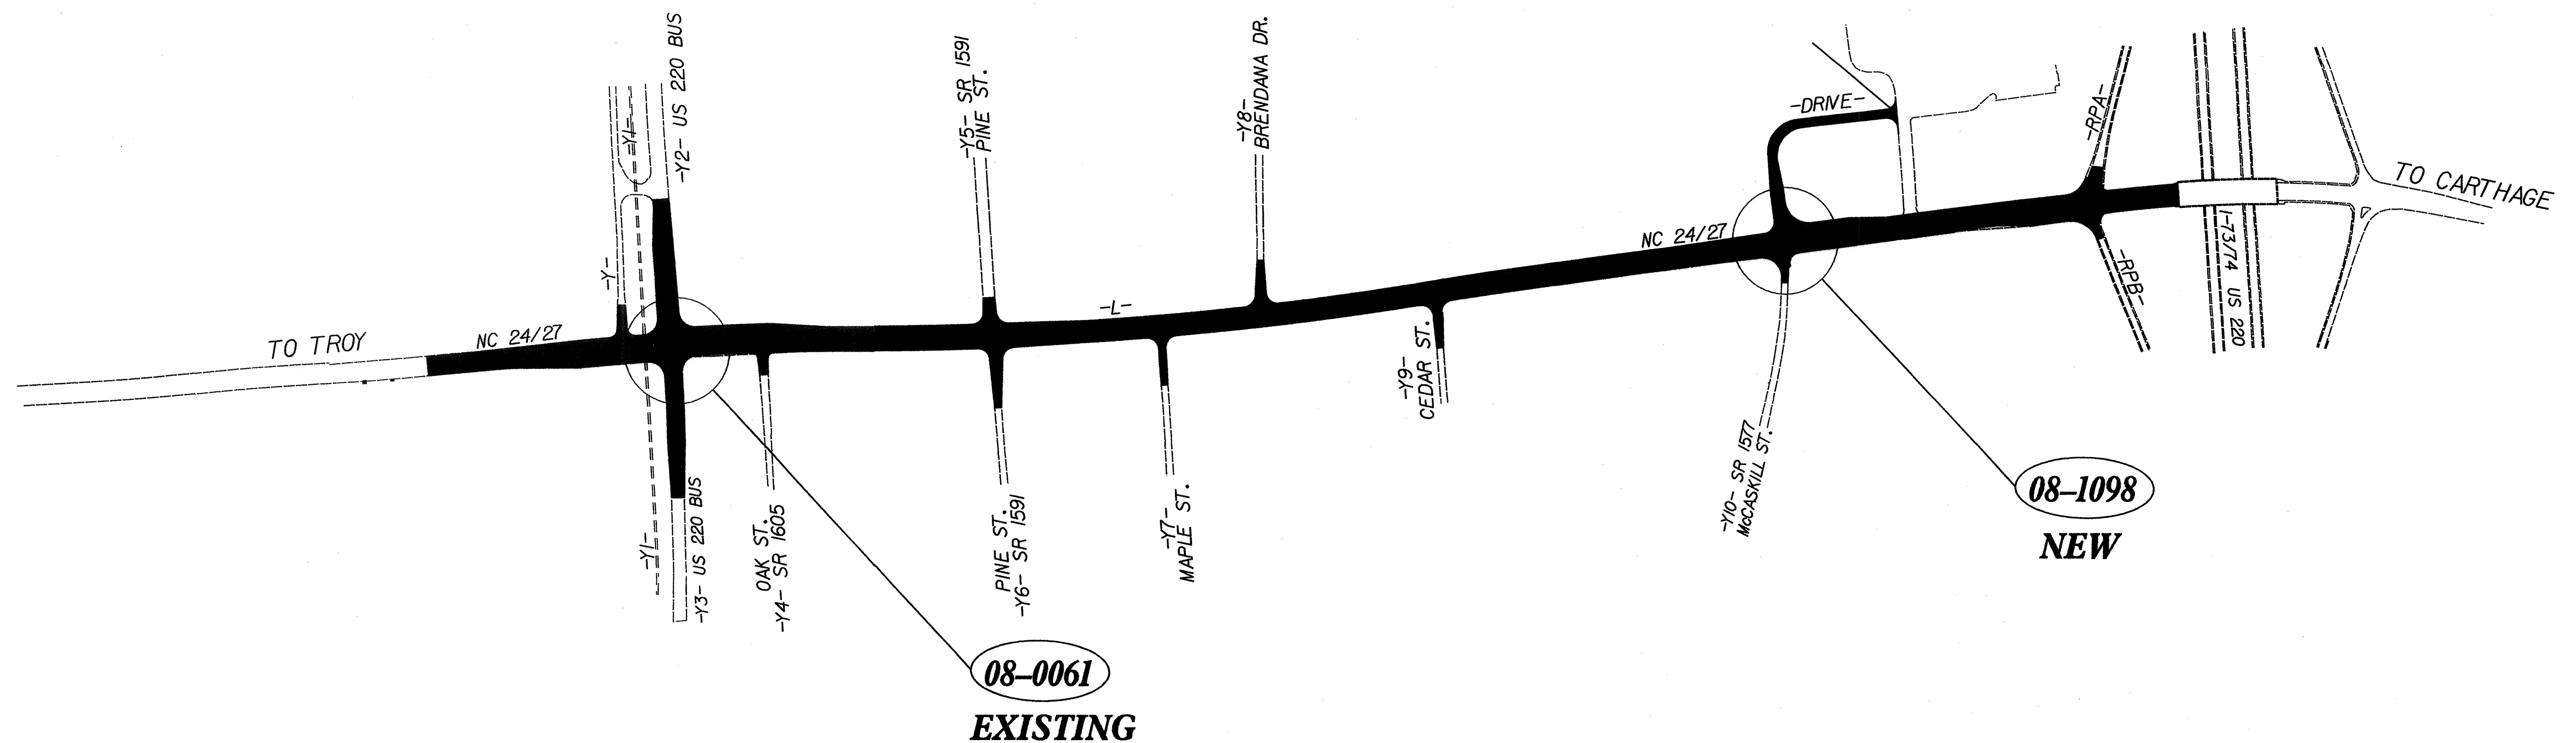 TO TROY
NC 24/27
-Y-
-Y1-
-Y2- US 220 BUS
-Y1-
-Y3- US 220 BUS
OAK ST.
-Y4- SR 1605
-Y5- SR 1591
PINE ST.
PINE ST.
-Y6- SR 1591
-L-
-Y7-
MAPLE ST.
-Y8-
BRENDANA DR.
-Y9-
CEDAR ST.
NC 24/27
-DRIVE-
-Y10- SR 1577
McCASKILL ST.
-RPA-
-RPB-
I-73/74 US 220
TO CARTHAGE
08-0061
EXISTING
08-1098
NEW